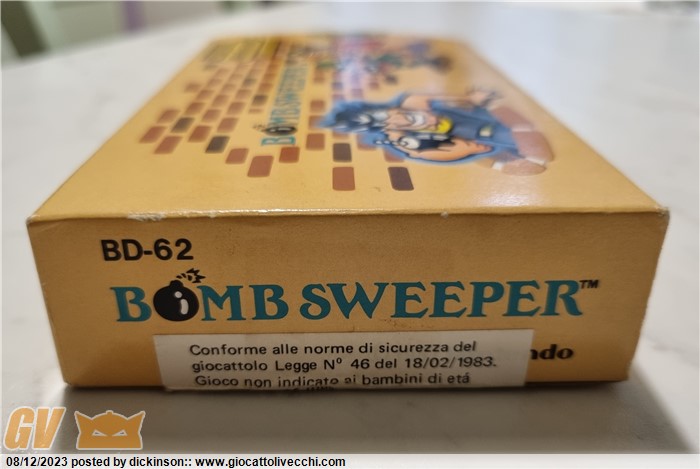 BOMB SWEEPER
BD-62
BOMB SWEEPER™
Conforme alle norme di sicurezza del
giocattolo Legge N° 46 del 18/02/1983.
Gioco non indicato ai bambini di etá
ndo
GV
08/12/2023 posted by dickinson:: www.giocattolivecchi.com